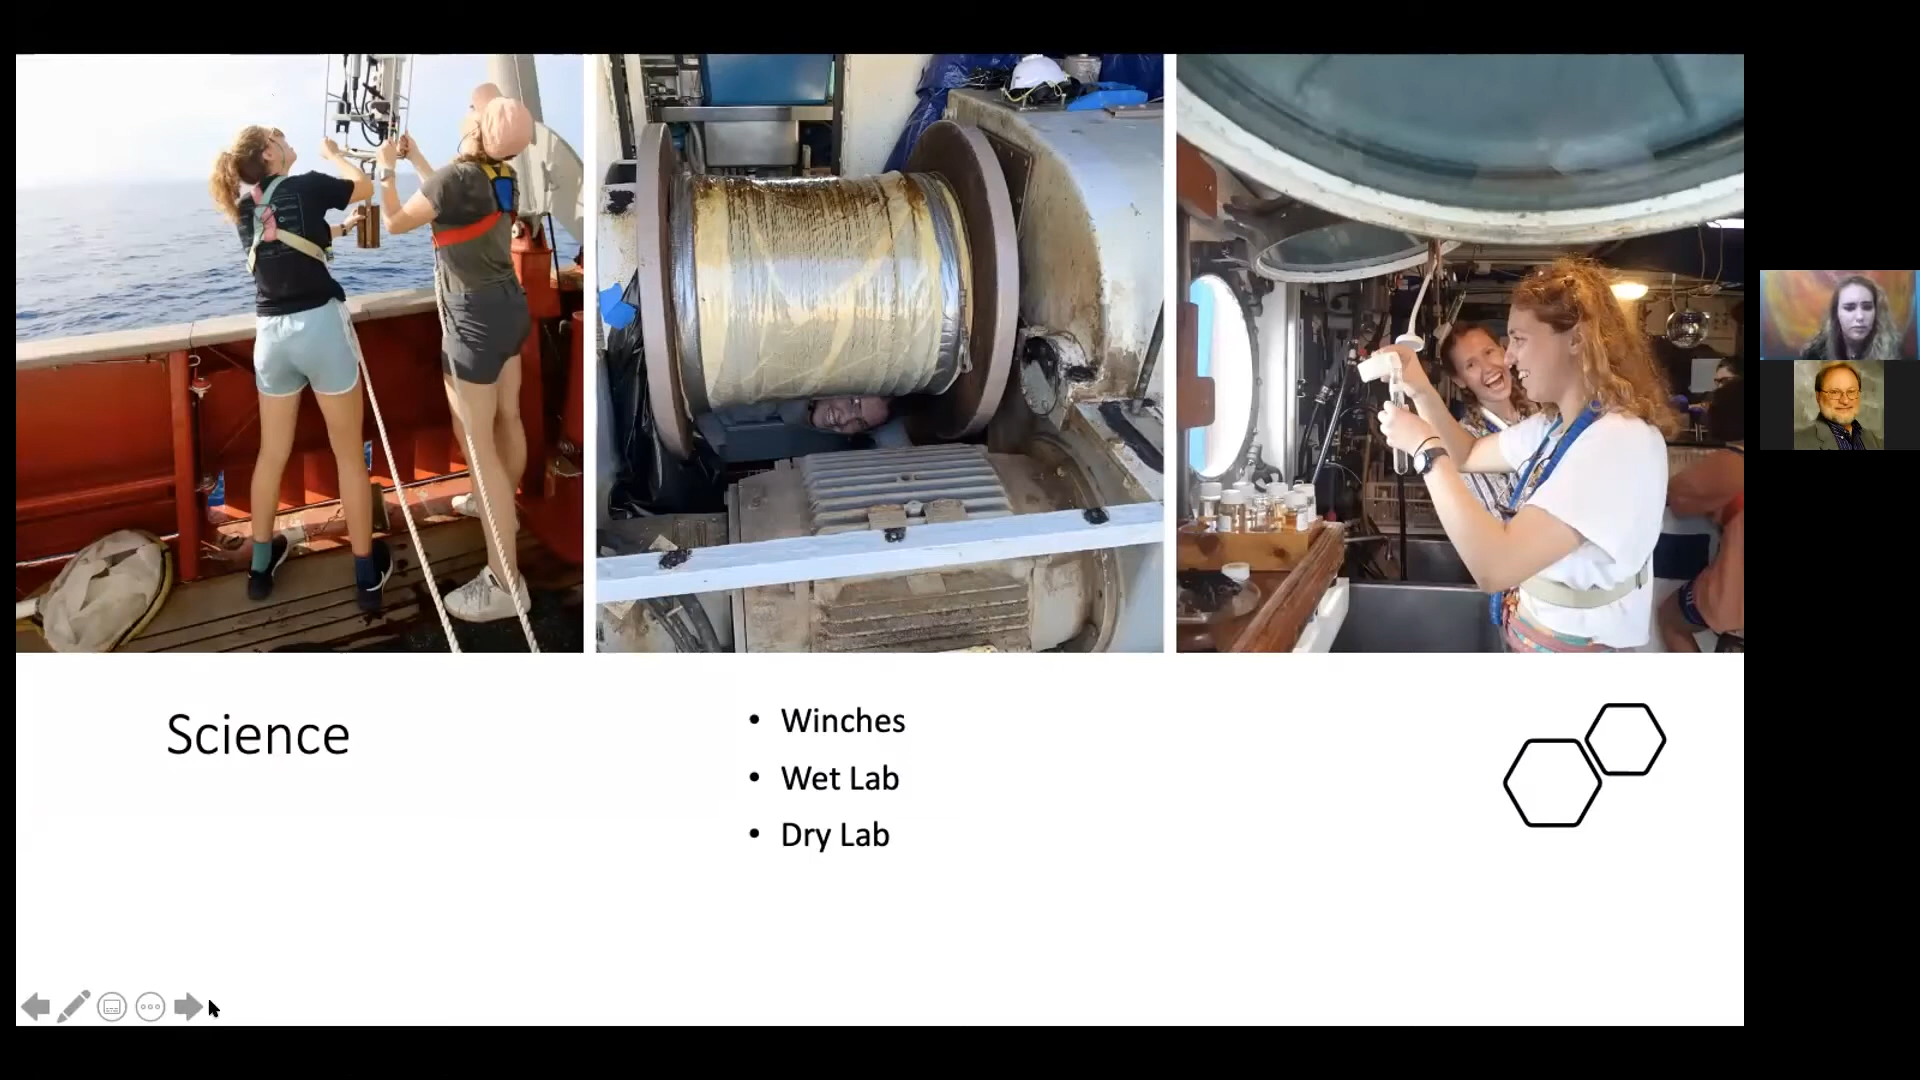 Science
• Winches
• Wet Lab
• Dry Lab